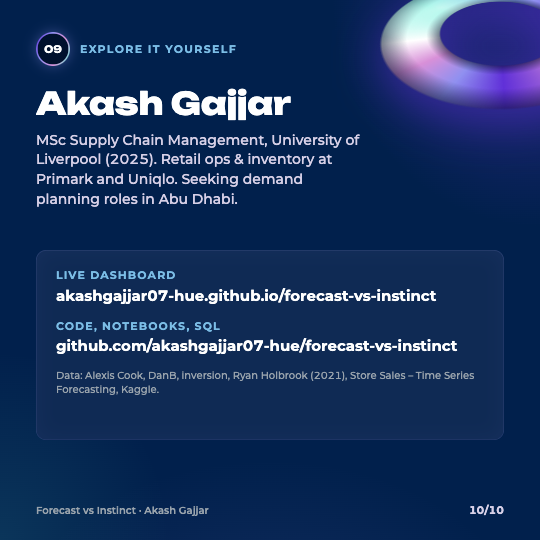 09 EXPLORE IT YOURSELF
Akash Gajjar
MSc Supply Chain Management, University of
Liverpool (2025). Retail ops & inventory at
Primark and Uniqlo. Seeking demand
planning roles in Abu Dhabi.
LIVE DASHBOARD
akashgajjar07-hue.github.io/forecast-vs-instinct
CODE, NOTEBOOKS, SQL
github.com/akashgajjar07-hue/forecast-vs-instinct
Data: Alexis Cook, DanB, inversion, Ryan Holbrook (2021), Store Sales – Time Series
Forecasting, Kaggle.
Forecast vs Instinct · Akash Gajjar 10/10